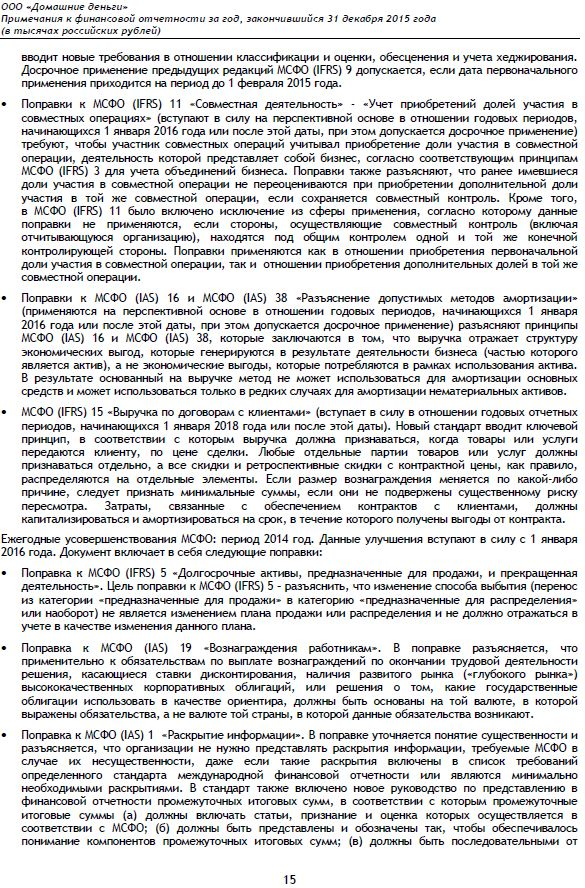 ООО «Домашние деньги»
Примечания к финансовой отчетности за год, закончившийся 31 декабря 2015 года
(в тысячах российских рублей)
вводит новые требования в отношении классификации и оценки, обесценения и учета хеджирования.
Досрочное применение предыдущих редакций МСФО (IFRS) 9 допускается, если дата первоначального
применения приходится на период до 1 февраля 2015 года.
• Поправки к МСФО (IFRS) 11 «Совместная деятельность» - «Учет приобретений долей участия в
совместных операциях» (вступают в силу на перспективной основе в отношении годовых периодов,
начинающихся 1 января 2016 года или после этой даты, при этом допускается досрочное применение)
требуют, чтобы участник совместных операций учитывал приобретение доли участия в совместной
операции, деятельность которой представляет собой бизнес, согласно соответствующим принципам
МСФО (IFRS) 3 для учета объединений бизнеса. Поправки также разъясняют, что ранее имевшиеся
доли участия в совместной операции не переоцениваются при приобретении дополнительной доли
участия в той же совместной операции, если сохраняется совместный контроль. Кроме того,
в МСФО (IFRS) 11 было включено исключение из сферы применения, согласно которому данные
поправки не применяются, если стороны, осуществляющие совместный контроль (включая
отчитывающуюся организацию), находятся под общим контролем одной и той же конечной
контролирующей стороны. Поправки применяются как в отношении приобретения первоначальной
доли участия в совместной операции, так и отношении приобретения дополнительных долей в той же
совместной операции.
• Поправки к МСФО (IAS) 16 и МСФО (IAS) 38 «Разъяснение допустимых методов амортизации»
(применяются на перспективной основе в отношении годовых периодов, начинающихся 1 января
2016 года или после этой даты, при этом допускается досрочное применение) разъясняют принципы
МСФО (IAS) 16 и МСФО (IAS) 38, которые заключаются в том, что выручка отражает структуру
экономических выгод, которые генерируются в результате деятельности бизнеса (частью которого
является актив), а не экономические выгоды, которые потребляются в рамках использования актива.
В результате основанный на выручке метод не может использоваться для амортизации основных
средств и может использоваться только в редких случаях для амортизации нематериальных активов.
• МСФО (IFRS) 15 «Выручка по договорам с клиентами» (вступает в силу в отношении годовых отчетных
периодов, начинающихся 1 января 2018 года или после этой даты). Новый стандарт вводит ключевой
принцип, в соответствии с которым выручка должна признаваться, когда товары или услуги
передаются клиенту, по цене сделки. Любые отдельные партии товаров или услуг должны
признаваться отдельно, а все скидки и ретроспективные скидки с контрактной цены, как правило,
распределяются на отдельные элементы. Если размер вознаграждения меняется по какой-либо
причине, следует признать минимальные суммы, если они не подвержены существенному риску
пересмотра. Затраты, связанные с обеспечением контрактов с клиентами, должны
капитализироваться и амортизироваться на срок, в течение которого получены выгоды от контракта.
Ежегодные усовершенствования МСФО: период 2014 год. Данные улучшения вступают в силу с 1 января
2016 года. Документ включает в себя следующие поправки:
• Поправка к МСФО (IFRS) 5 «Долгосрочные активы, предназначенные для продажи, и прекращенная
деятельность». Цель поправки к МСФО (IFRS) 5 – разъяснить, что изменение способа выбытия (перенос
из категории «предназначенные для продажи» в категорию «предназначенные для распределения»
или наоборот) не является изменением плана продажи или распределения и не должно отражаться в
учете в качестве изменения данного плана.
• Поправка к МСФО (IAS) 19 «Вознаграждения работникам». В поправке разъясняется, что
применительно к обязательствам по выплате вознаграждений по окончании трудовой деятельности
решения, касающиеся ставки дисконтирования, наличия развитого рынка («глубокого рынка»)
высококачественных корпоративных облигаций, или решения о том, какие государственные
облигации использовать в качестве ориентира, должны быть основаны на той валюте, в которой
выражены обязательства, а не валюте той страны, в которой данные обязательства возникают.
• Поправка к МСФО (IAS) 1 «Раскрытие информации». В поправке уточняется понятие существенности и
разъясняется, что организации не нужно представлять раскрытия информации, требуемые МСФО в
случае их несущественности, даже если такие раскрытия включены в список требований
определенного стандарта международной финансовой отчетности или являются минимально
необходимыми раскрытиями. В стандарт также включено новое руководство по представлению в
финансовой отчетности промежуточных итоговых сумм, в соответствии с которым промежуточные
итоговые суммы (а) должны включать статьи, признание и оценка которых осуществляется в
соответствии с МСФО; (б) должны быть представлены и обозначены так, чтобы обеспечивалось
понимание компонентов промежуточных итоговых сумм; (в) должны быть последовательными от
15